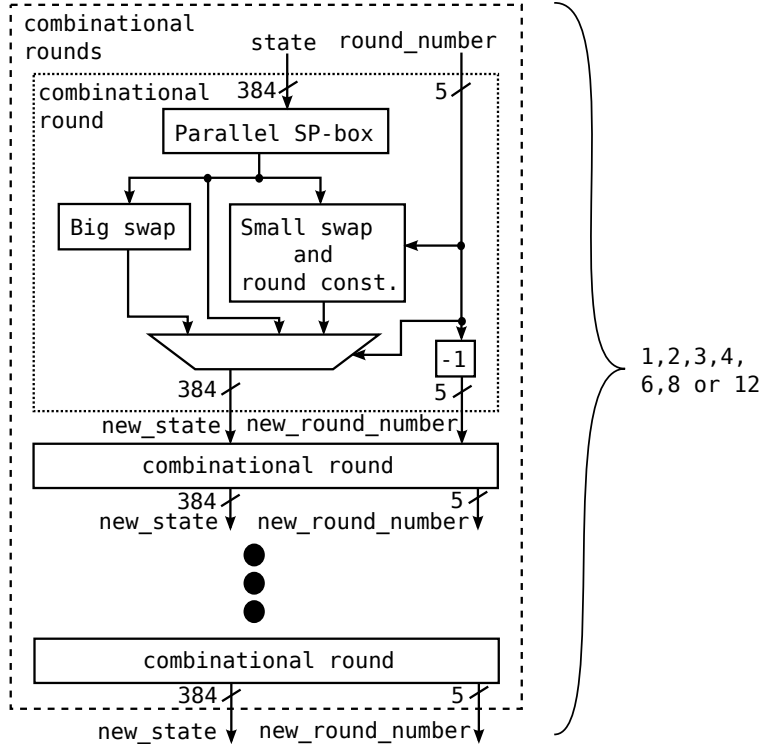 combinational
rounds
state
round_number
combinational
round
384
5
Parallel SP-box
Big swap
Small swap
and
round const.
-1
384
5
new_state
new_round_number
combinational round
384
5
new_state
new_round_number
combinational round
384
5
new_state
new_round_number
1,2,3,4,
6,8 or 12